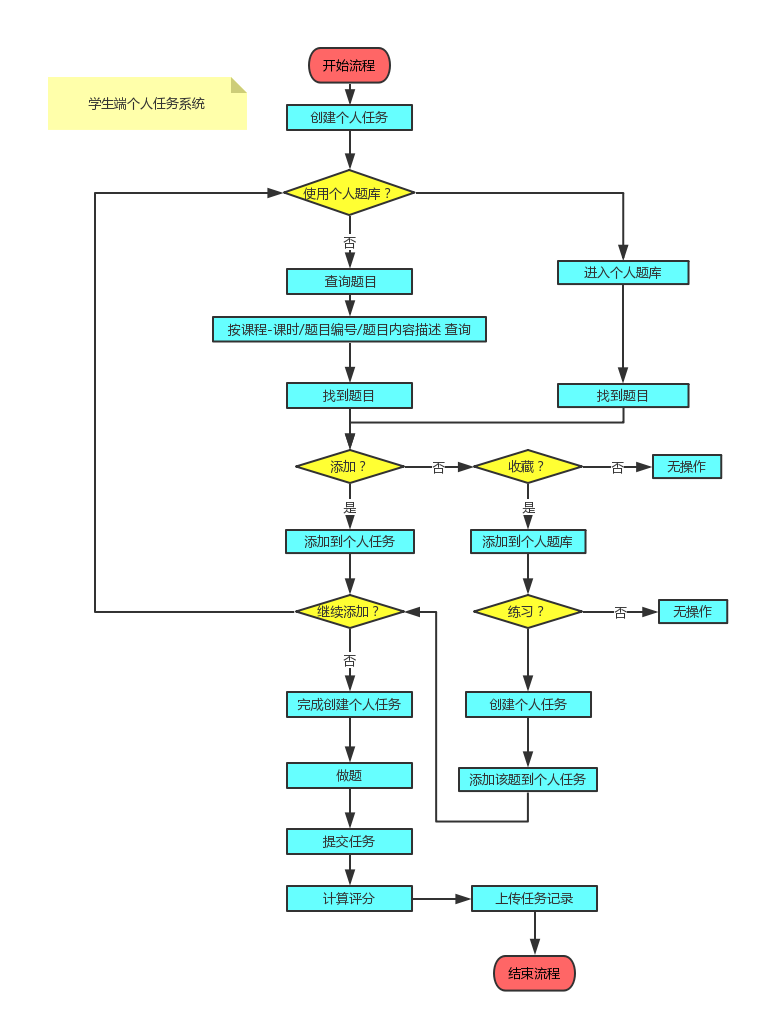 开始流程
学生端个人任务系统
创建个人任务
使用个人题库？
否
查询题目
进入个人题库
按课程-课时/题目编号/题目内容描述 查询
找到题目
找到题目
添加？
否
收藏？
否
无操作
是
是
添加到个人任务
添加到个人题库
继续添加？
练习？
否
无操作
否
完成创建个人任务
创建个人任务
做题
添加该题到个人任务
提交任务
计算评分
上传任务记录
结束流程